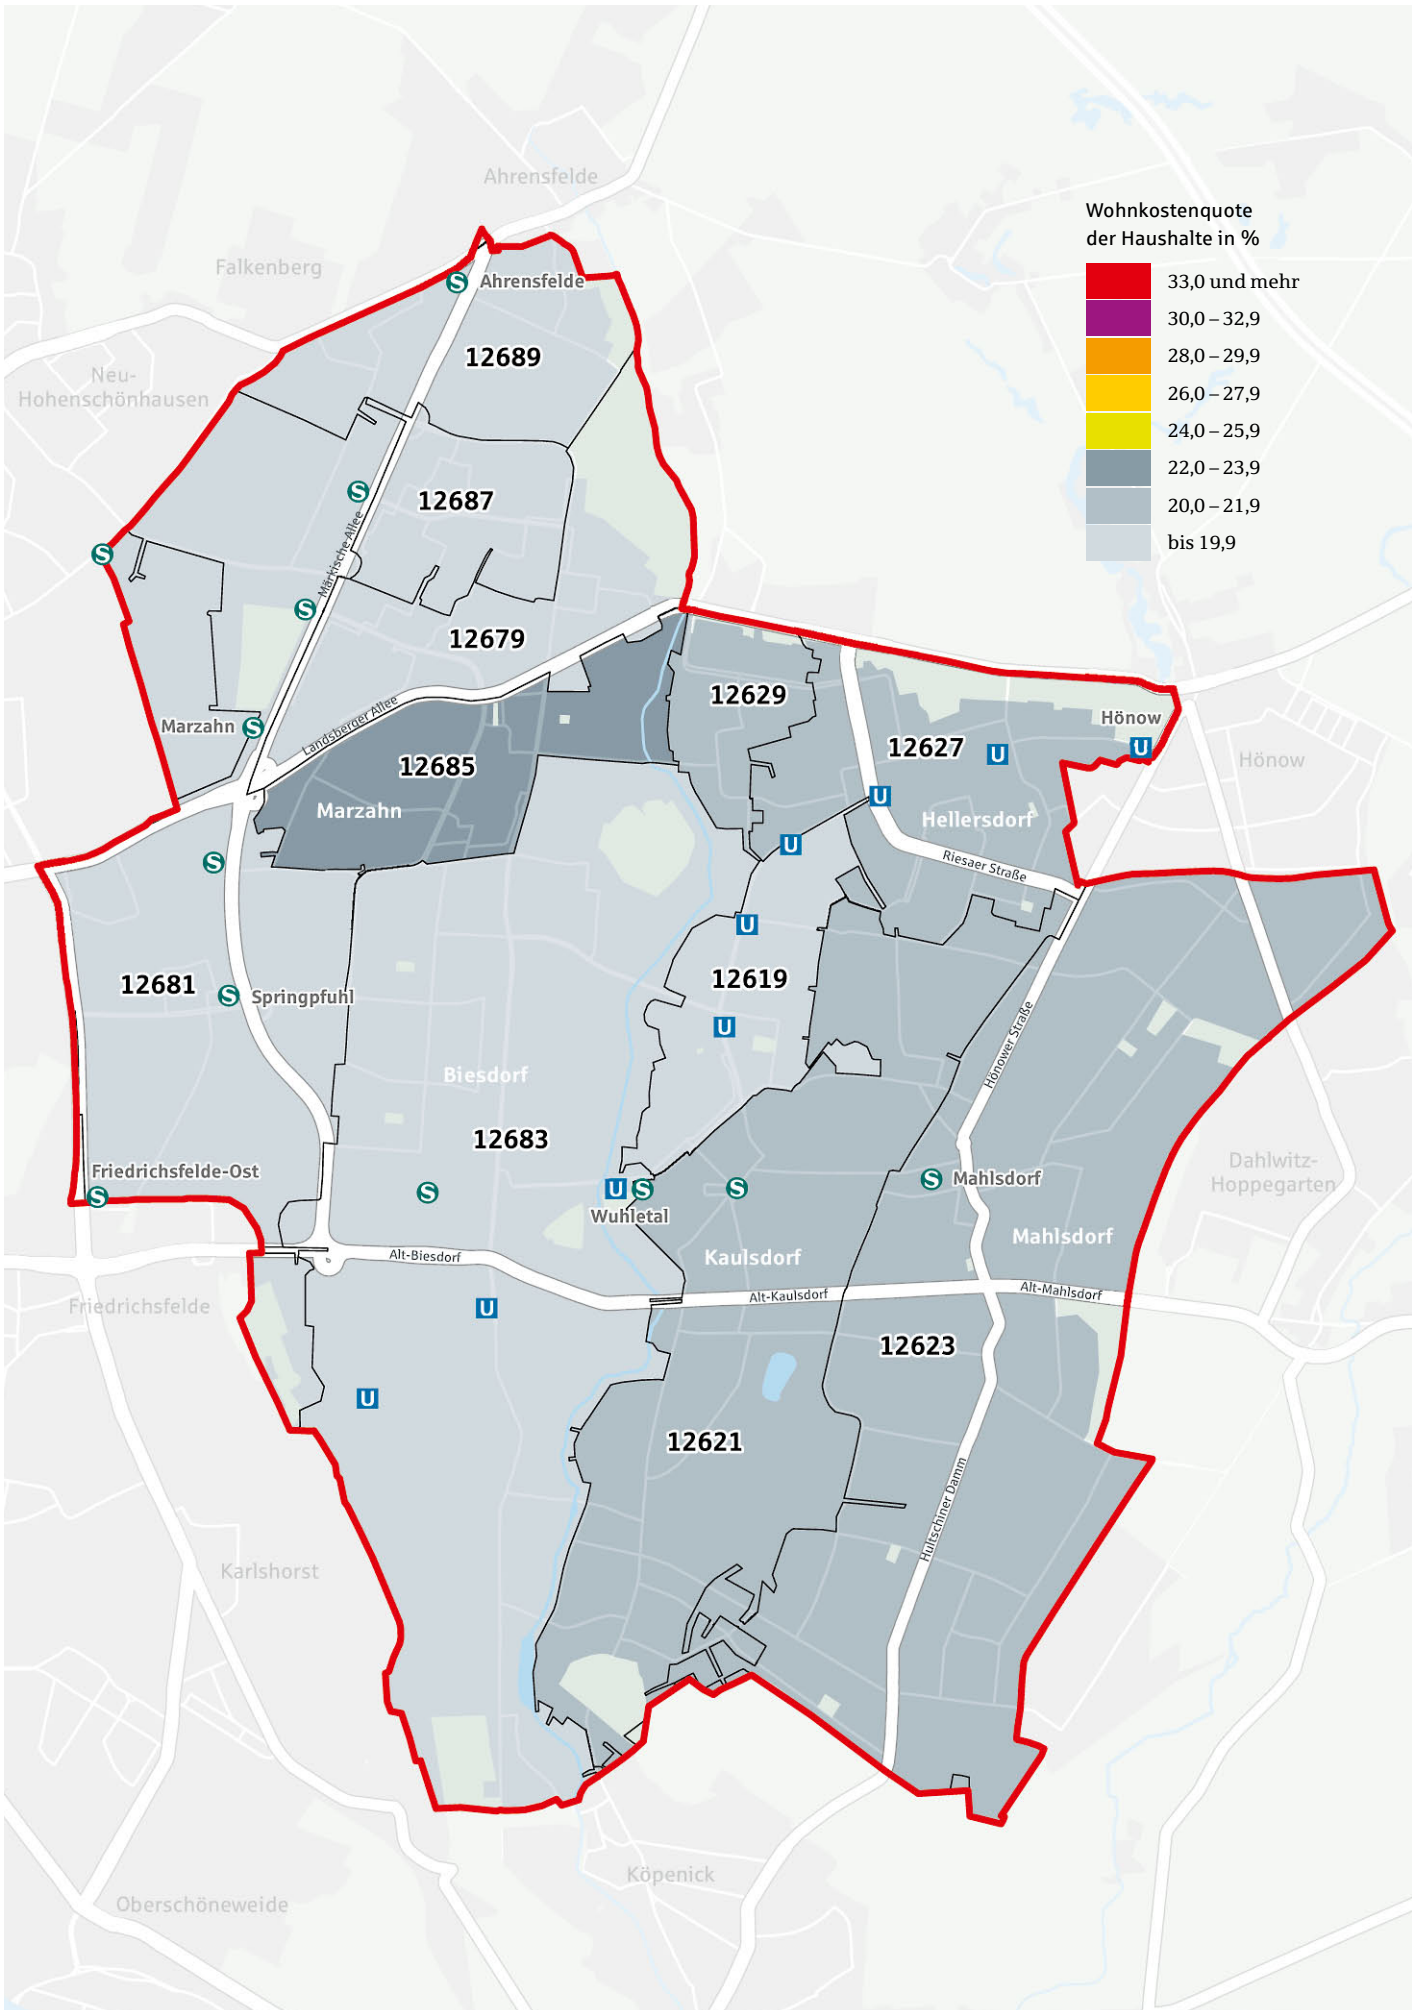 Ahrensfelde
Wohnkostenquote
der Haushalte in %
33,0 und mehr
30,0 – 32,9
28,0 – 29,9
26,0 – 27,9
24,0 – 25,9
22,0 – 23,9
20,0 – 21,9
bis 19,9
Falkenberg
S Ahrensfelde
12689
Neu-
Hohenschönhausen
S
12687
Märkische Allee
S
S
12679
12629
Landsberger Allee
Marzahn S
Hönow
U
12627
U
Hönow
12685
Marzahn
U
Hellersdorf
U
Riesaer Straße
S
U
12681
12619
S Springpfuhl
U
Hönower Straße
Biesdorf
12683
Friedrichsfelde-Ost
S
S
U S
Wuhletal
S
S Mahlsdorf
Dahlwitz-
Hoppegarten
Mahlsdorf
Kaulsdorf
Alt-Biesdorf
Alt-Kaulsdorf
Alt-Mahlsdorf
Friedrichsfelde
U
12623
U
12621
Hultschiner Damm
Karlshorst
Köpenick
Oberschöneweide